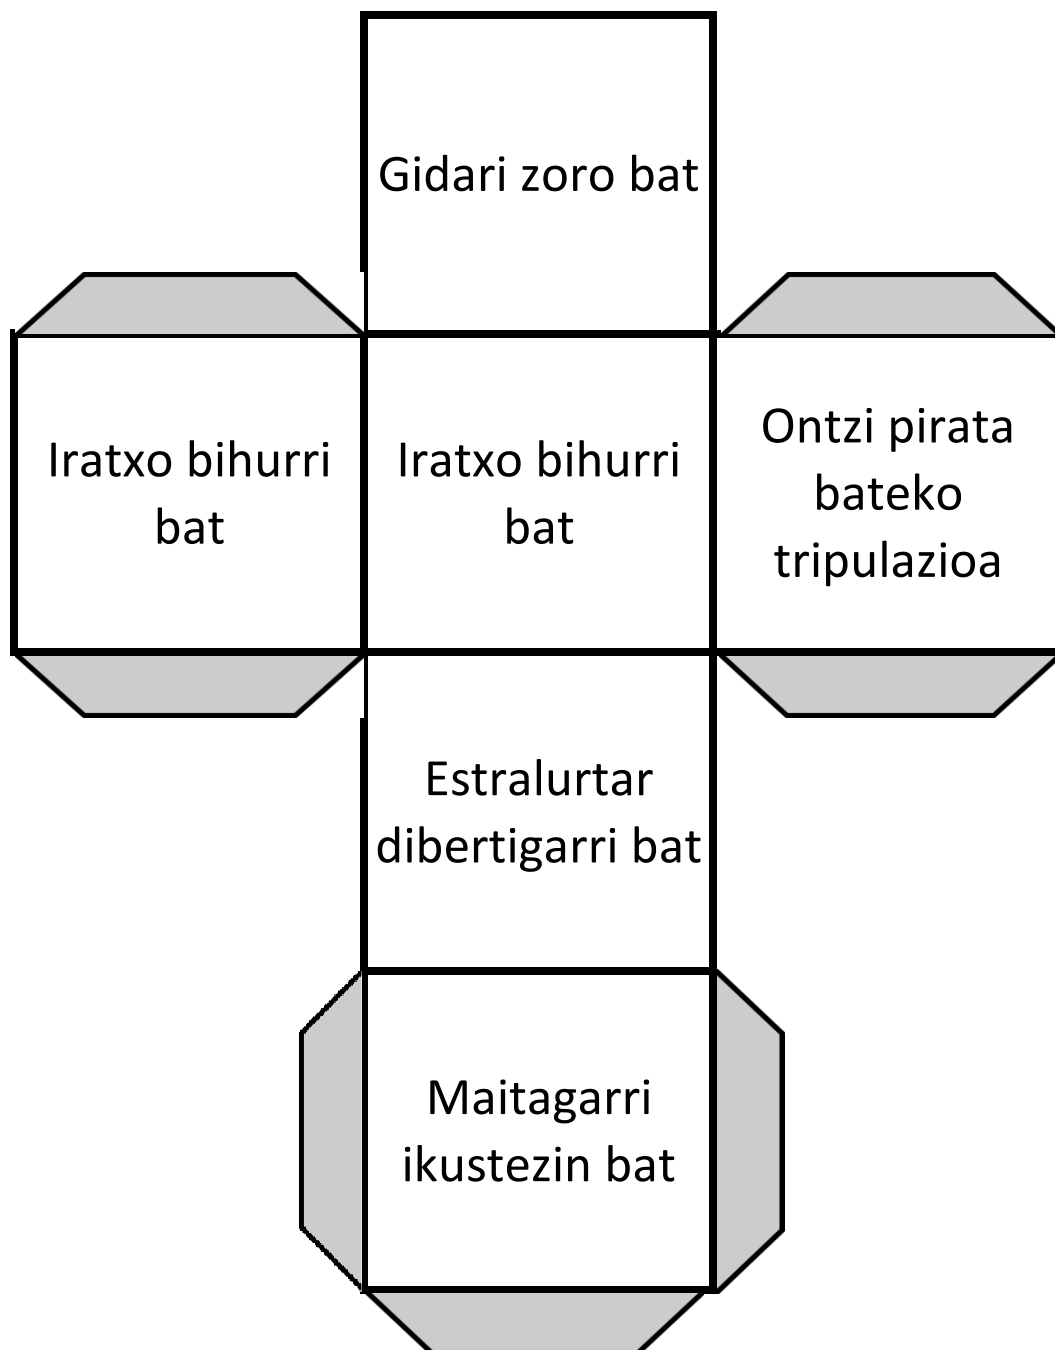 Gidari zoro bat
Iratxo bihurri
bat
Iratxo bihurri
bat
Ontzi pirata
bateko
tripulazioa
Estralurtar
dibertigarri bat
Maitagarri
ikustezin bat